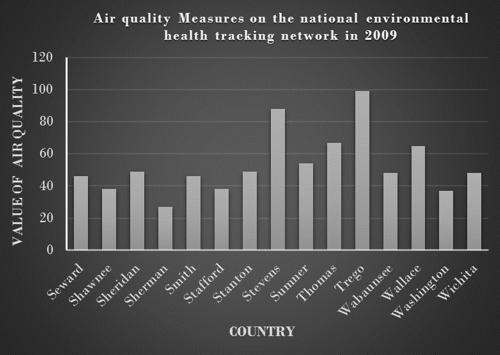 Air quality Measures on the national environmental
health tracking network in 2009
VALUE OF AIR QUALITY
120
100
80
60
40
20
0
Seward
Shawnee
Sheridan
Sherman
Smith
Stafford
Stanton
Stevens
Sumner
Thomas
Trego
Wabaunsee
Wallace
Washington
Wichita
COUNTRY